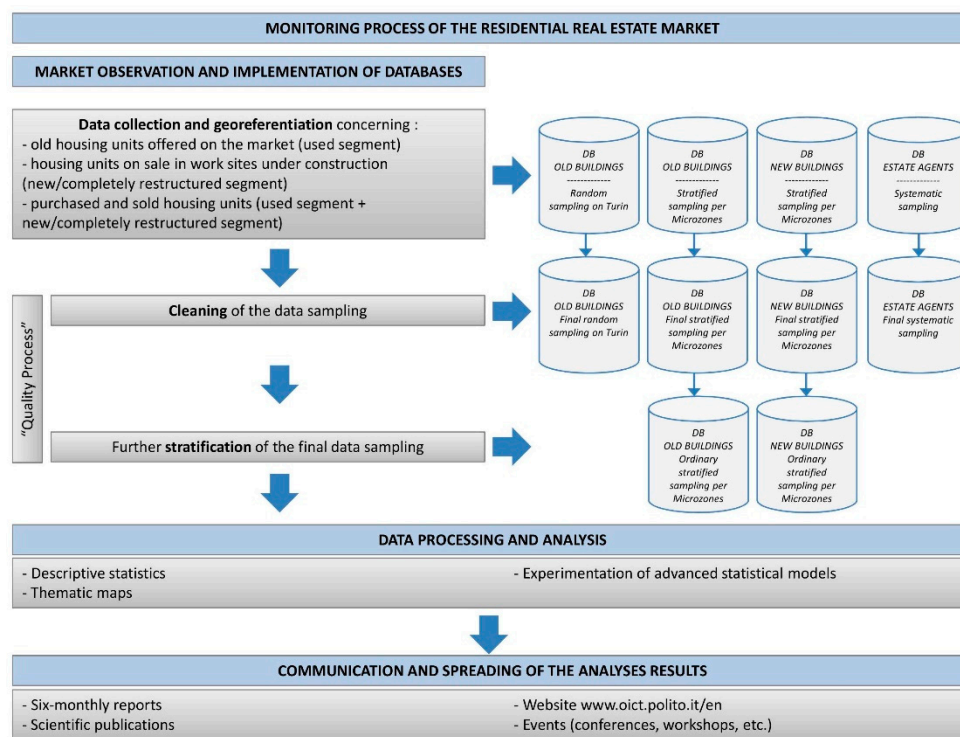 MONITORING PROCESS OF THE RESIDENTIAL REAL ESTATE MARKET
MARKET OBSERVATION AND IMPLEMENTATION OF DATABASES
Data collection and georeferentiation concerning :
- old housing units offered on the market (used segment)
- housing units on sale in work sites under construction
(new/completely restructured segment)
- purchased and sold housing units (used segment +
new/completely restructured segment)
DB
OLD BUILDINGS
-------------
Random
sampling on Turin
DB
OLD BUILDINGS
-------------
Stratified
sampling per
Microzones
DB
NEW BUILDINGS
-------------
Stratified
sampling per
Microzones
DB
ESTATE AGENTS
-------------
Systematic
sampling
"Quality Process"
Cleaning of the data sampling
DB
OLD BUILDINGS
Final random
sampling on Turin
DB
OLD BUILDINGS
Final stratified
sampling per
Microzones
DB
NEW BUILDINGS
Final stratified
sampling per
Microzones
DB
ESTATE AGENTS
Final systematic
sampling
Further stratification of the final data sampling
DB
OLD BUILDINGS
Ordinary
stratified
sampling per
Microzones
DB
NEW BUILDINGS
Ordinary
stratified
sampling per
Microzones
DATA PROCESSING AND ANALYSIS
- Descriptive statistics
- Thematic maps
- Experimentation of advanced statistical models
COMMUNICATION AND SPREADING OF THE ANALYSES RESULTS
- Six-monthly reports
- Scientific publications
- Website www.oict.polito.it/en
- Events (conferences, workshops, etc.)